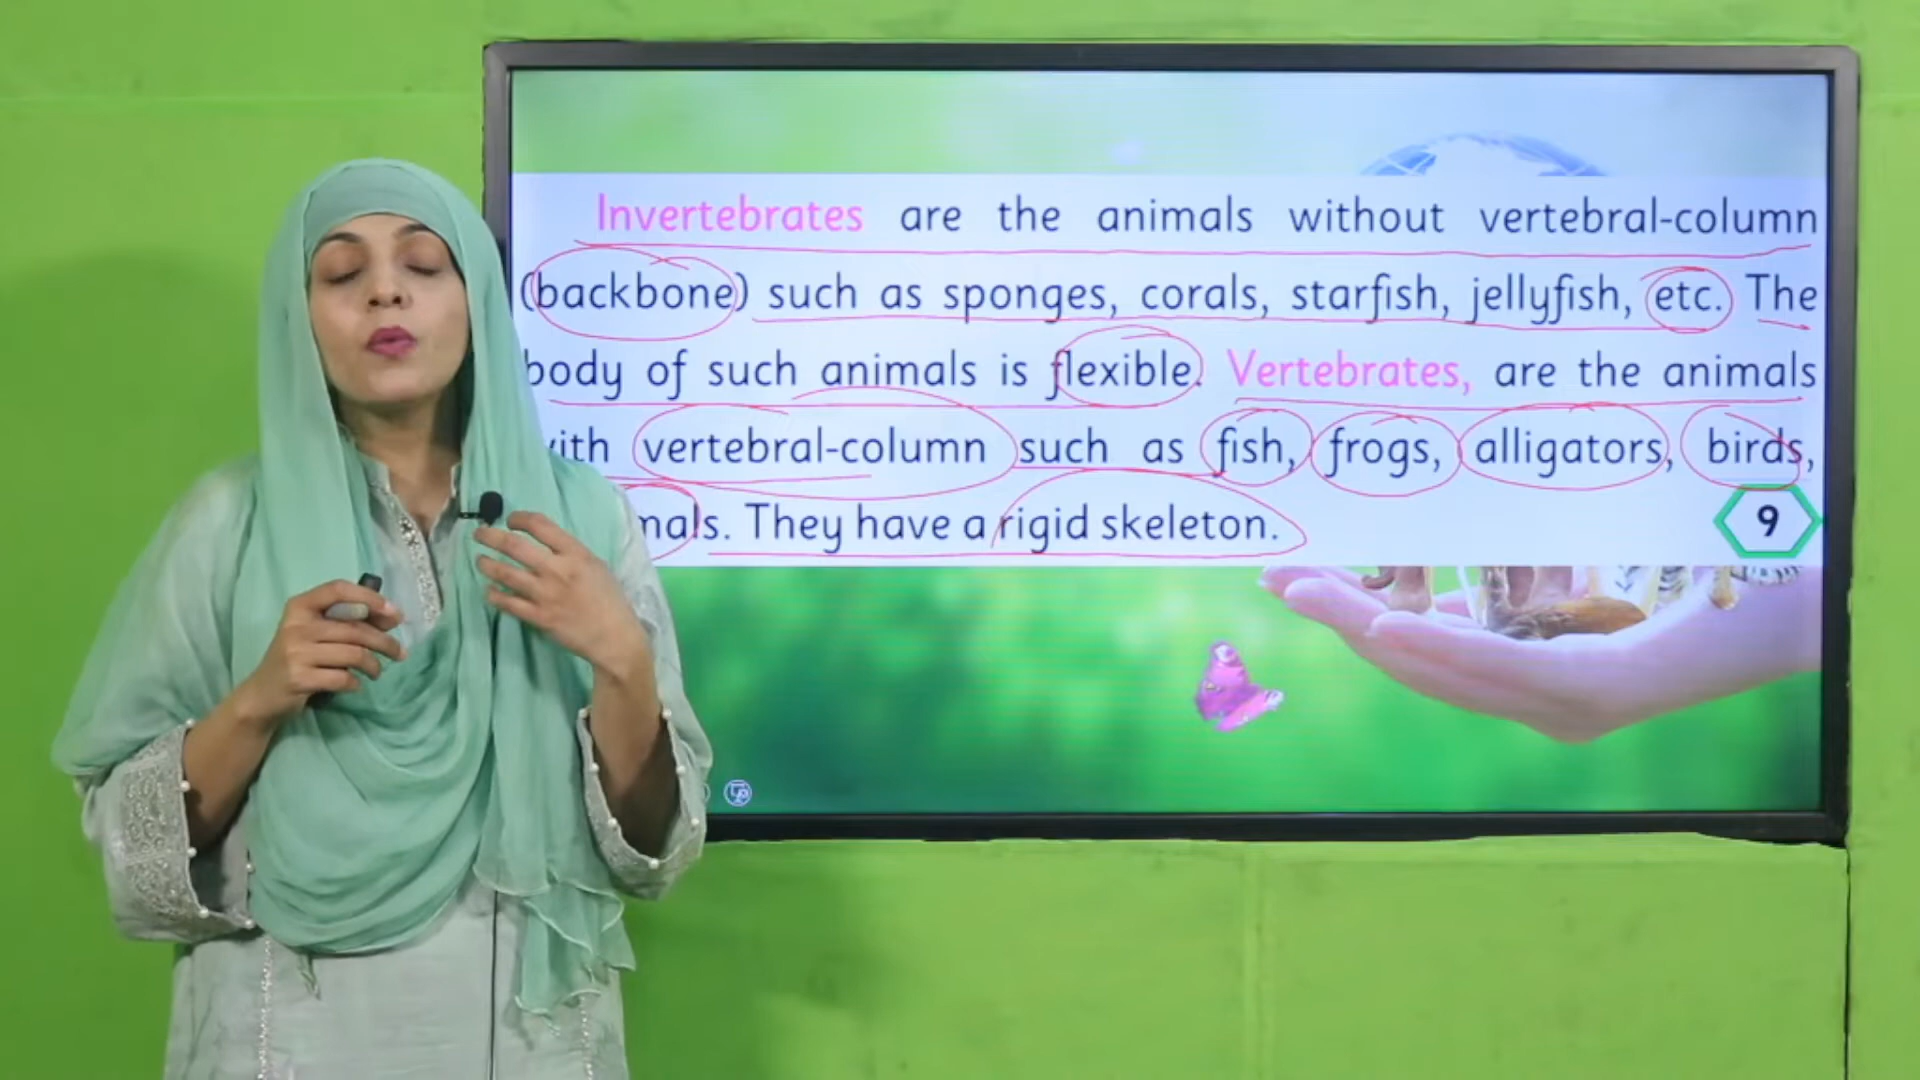 Invertebrates are the animals without vertebral-column
(backbone) such as sponges, corals, starfish, jellyfish, etc. The
body of such animals is flexible. Vertebrates, are the animals
with vertebral-column such as fish, frogs, alligators, birds,
mals. They have a rigid skeleton.
9